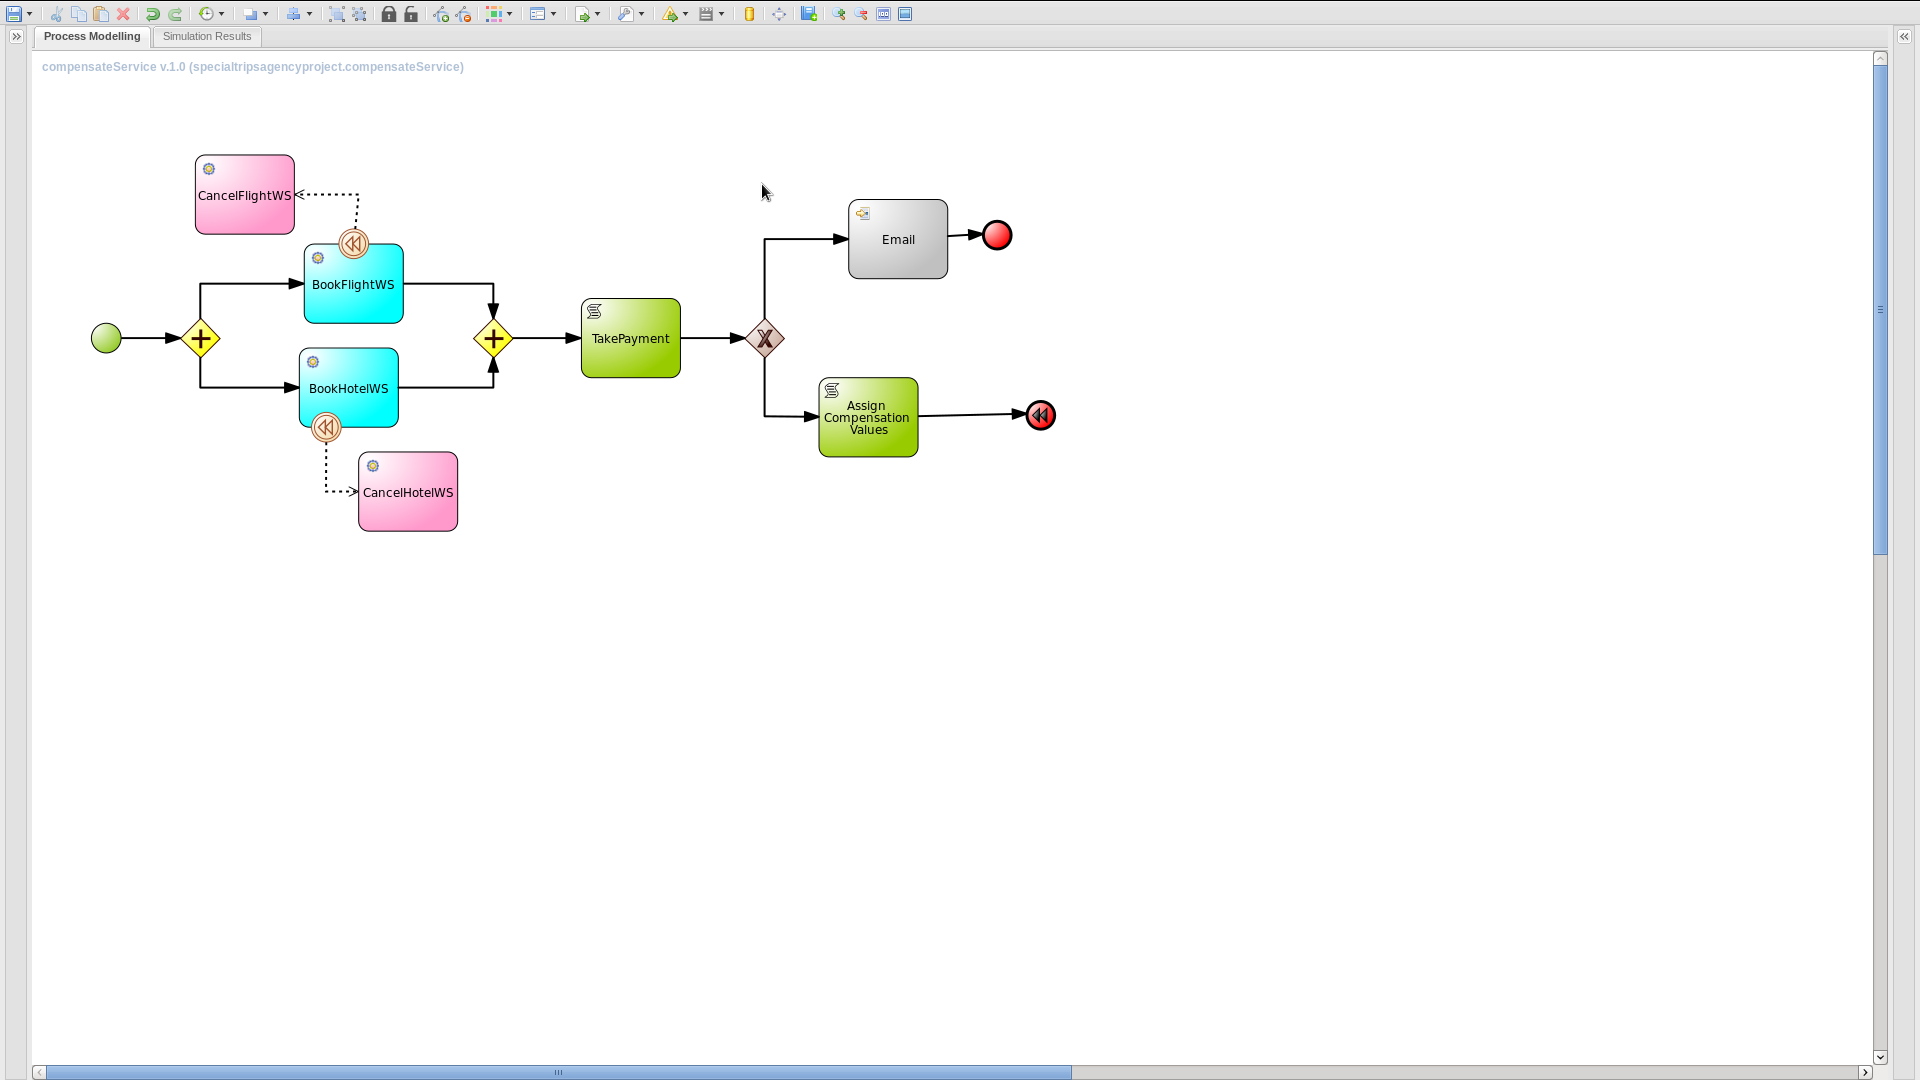 Process Modelling
Simulation Results
compensateService v.1.0 (specialtripsagencyproject.compensateService)
CancelFlightWS
BookFlightWS
BookHotelWS
CancelHotelWS
TakePayment
Email
Assign
Compensation
Values